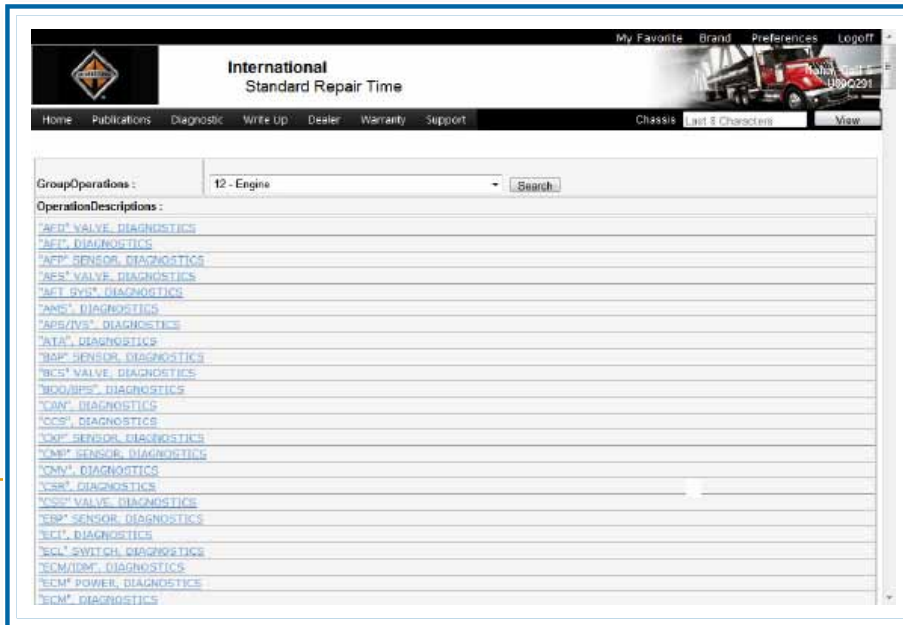 My Favorite Brand Preferences Logoff
International
Standard Repair Time
U00Q291
Home Publications Diagnostic Write Up Dealer Warranty Support Chassis Last 8 Characters View
GroupOperations : 12 - Engine Search
OperationDescriptions :
"AFD" VALVE, DIAGNOSTICS
"AFI", DIAGNOSTICS
"AFP" SENSOR, DIAGNOSTICS
"AFS" VALVE, DIAGNOSTICS
"AFT SYS", DIAGNOSTICS
"AMS", DIAGNOSTICS
"APS/IVS", DIAGNOSTICS
"ATA", DIAGNOSTICS
"BAP" SENSOR, DIAGNOSTICS
"BCS" VALVE, DIAGNOSTICS
"BOO/BPS", DIAGNOSTICS
"CAN", DIAGNOSTICS
"CCS", DIAGNOSTICS
"CKP" SENSOR, DIAGNOSTICS
"CMP" SENSOR, DIAGNOSTICS
"CMV", DIAGNOSTICS
"CSR", DIAGNOSTICS
"CSS" VALVE, DIAGNOSTICS
"EBP" SENSOR, DIAGNOSTICS
"ECI", DIAGNOSTICS
"ECL" SWITCH, DIAGNOSTICS
"ECM/IDM", DIAGNOSTICS
"ECM" POWER, DIAGNOSTICS
"ECM", DIAGNOSTICS